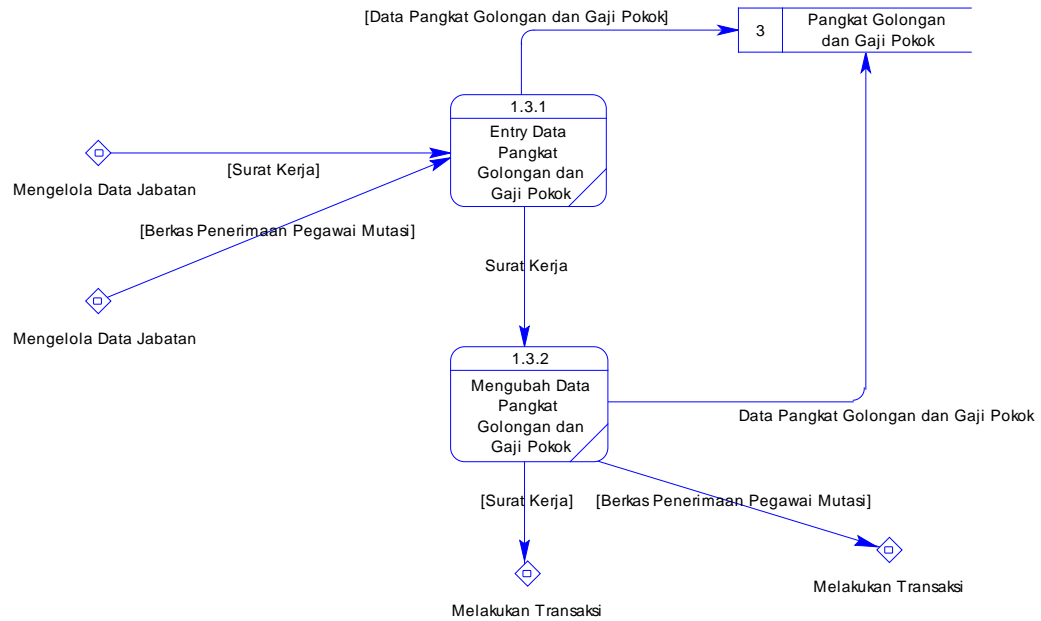 [Data Pangkat Golongan dan Gaji Pokok]
3
Pangkat Golongan
dan Gaji Pokok
1.3.1
Entry Data
Pangkat
Golongan dan
Gaji Pokok
[Surat Kerja]
Mengelola Data Jabatan
[Berkas Penerimaan Pegawai Mutasi]
Surat Kerja
Mengelola Data Jabatan
1.3.2
Mengubah Data
Pangkat
Golongan dan
Gaji Pokok
Data Pangkat Golongan dan Gaji Pokok
[Surat Kerja]
[Berkas Penerimaan Pegawai Mutasi]
Melakukan Transaksi
Melakukan Transaksi